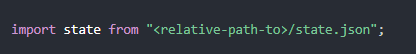 import state from "<relative-path-to>/state.json";